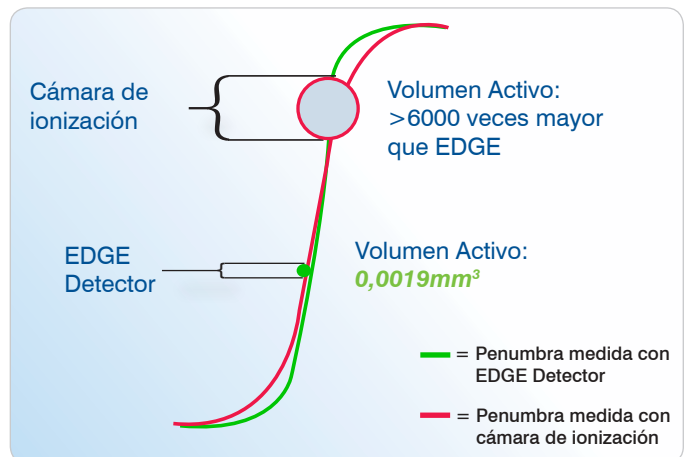 Cámara de
ionización
Volumen Activo:
>6000 veces mayor
que EDGE
EDGE
Detector
Volumen Activo:
0,0019mm³
= Penumbra medida con
EDGE Detector
= Penumbra medida con
cámara de ionización